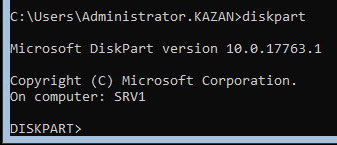 C:\Users\Administrator.KAZAN>diskpart
Microsoft DiskPart version 10.0.17763.1
Copyright (C) Microsoft Corporation.
On computer: SRV1
DISKPART>